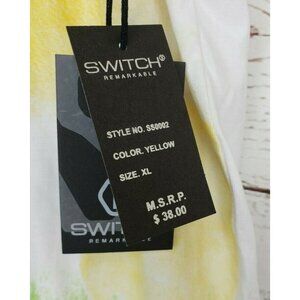 SWITCH
REMARKABLE
STYLE NO. SS0002
COLOR. YELLOW
SIZE. XL
M.S.R.P.
$ 38.00
SWITCH
REMARKABLE